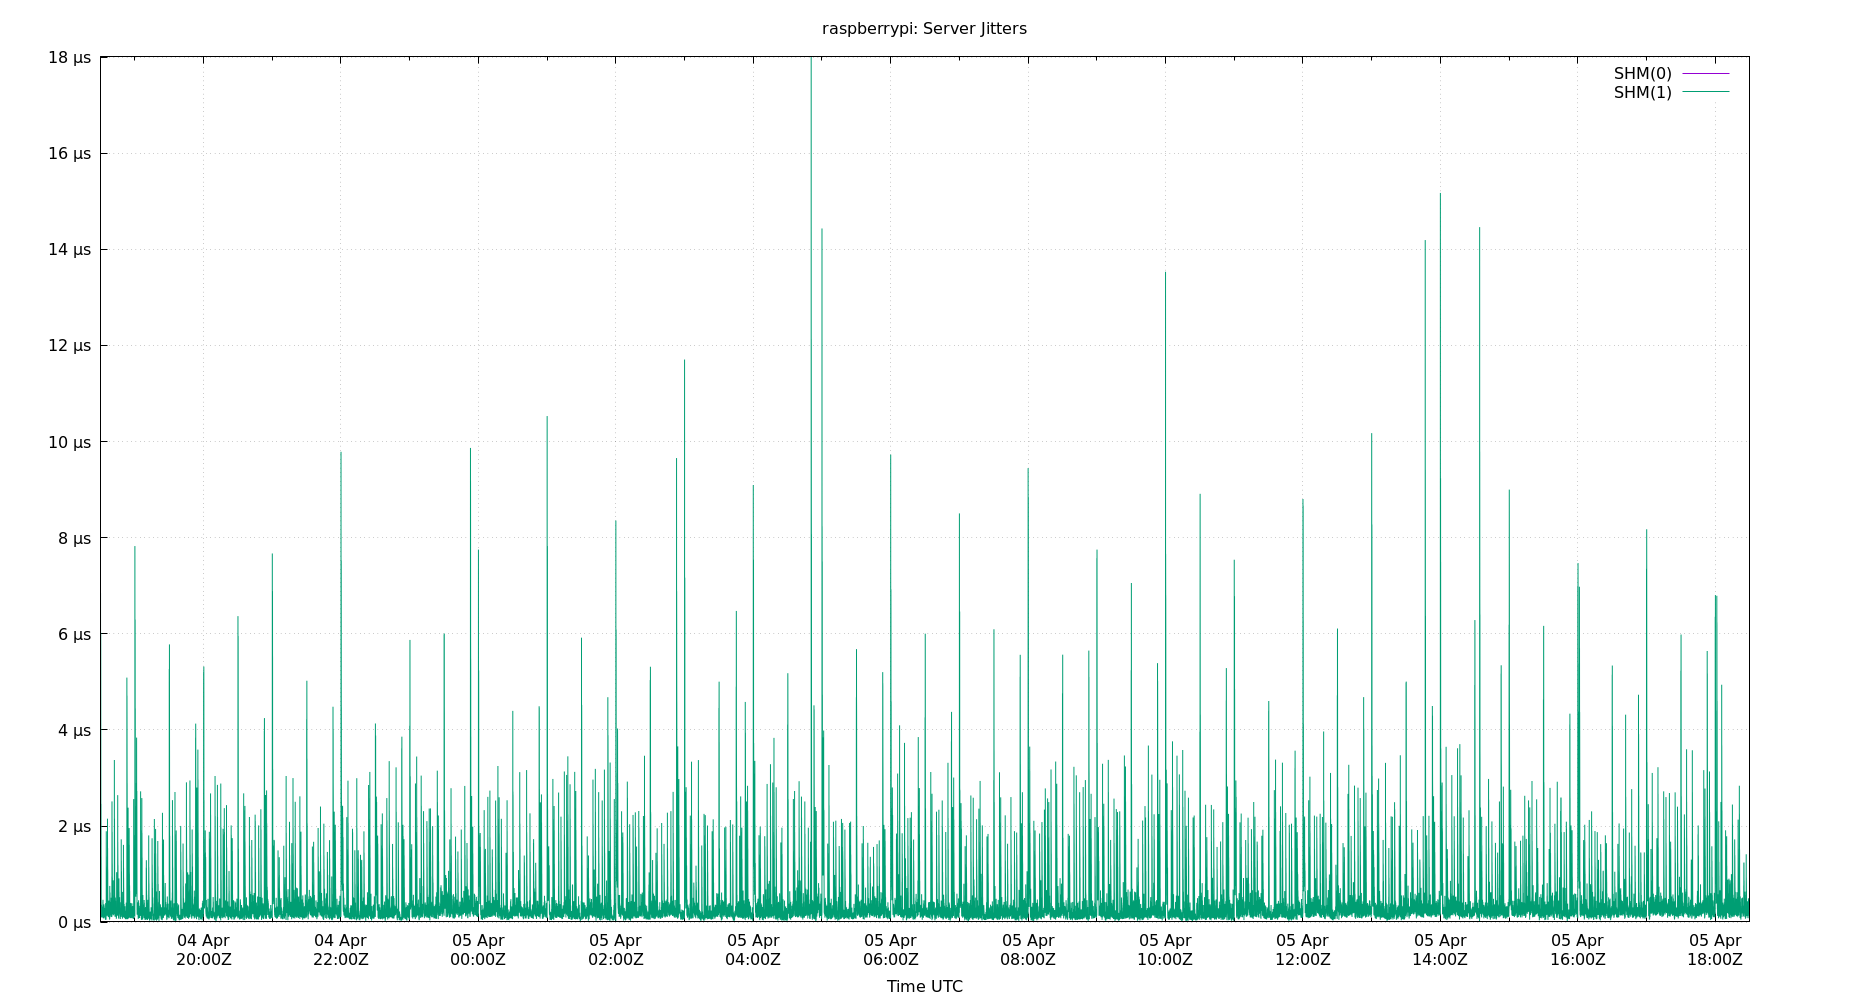 raspberrypi: Server Jitters
SHM(0)
SHM(1)
18 µs
16 µs
14 µs
12 µs
10 µs
8 µs
6 µs
4 µs
2 µs
0 µs
04 Apr 04 Apr 05 Apr 05 Apr 05 Apr 05 Apr 05 Apr 05 Apr 05 Apr 05 Apr 05 Apr 05 Apr
20:00Z 22:00Z 00:00Z 02:00Z 04:00Z 06:00Z 08:00Z 10:00Z 12:00Z 14:00Z 16:00Z 18:00Z
Time UTC